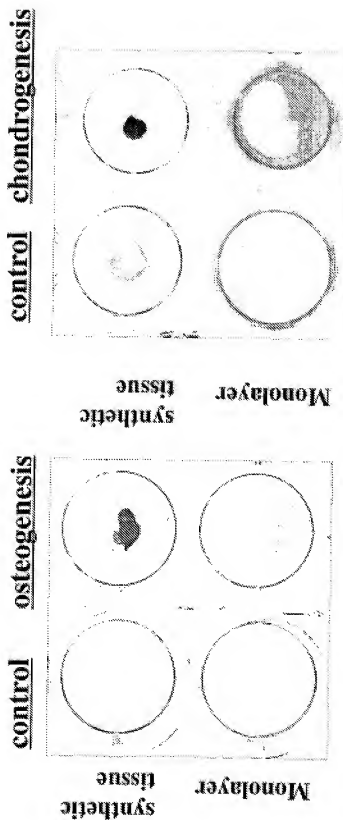 control
osteogenesis
synthetic
tissue
Monolayer
control
chondrogenesis
synthetic
tissue
Monolayer